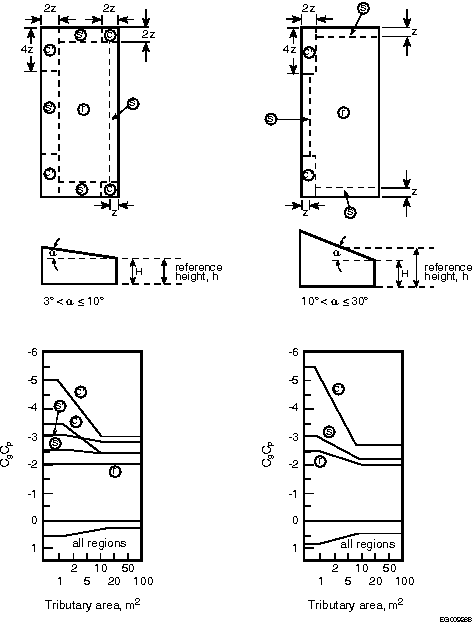 2z 2z
s c 2z
4z
c
s r s
c s c
z
2z s z
4z
c
s r
c
z s z
α H reference height, h
3° < α ≤ 10°
α H reference height, h
10° < α ≤ 30°
-6
-5
-4
-3
-2
-1
0
1
CgCp
c'
s'
c
s
r
all regions
2 10 50
1 5 20 100
Tributary area, m2
-6
-5
-4
-3
-2
-1
0
1
c
s
r
all regions
2 10 50
1 5 20 100
Tributary area, m2